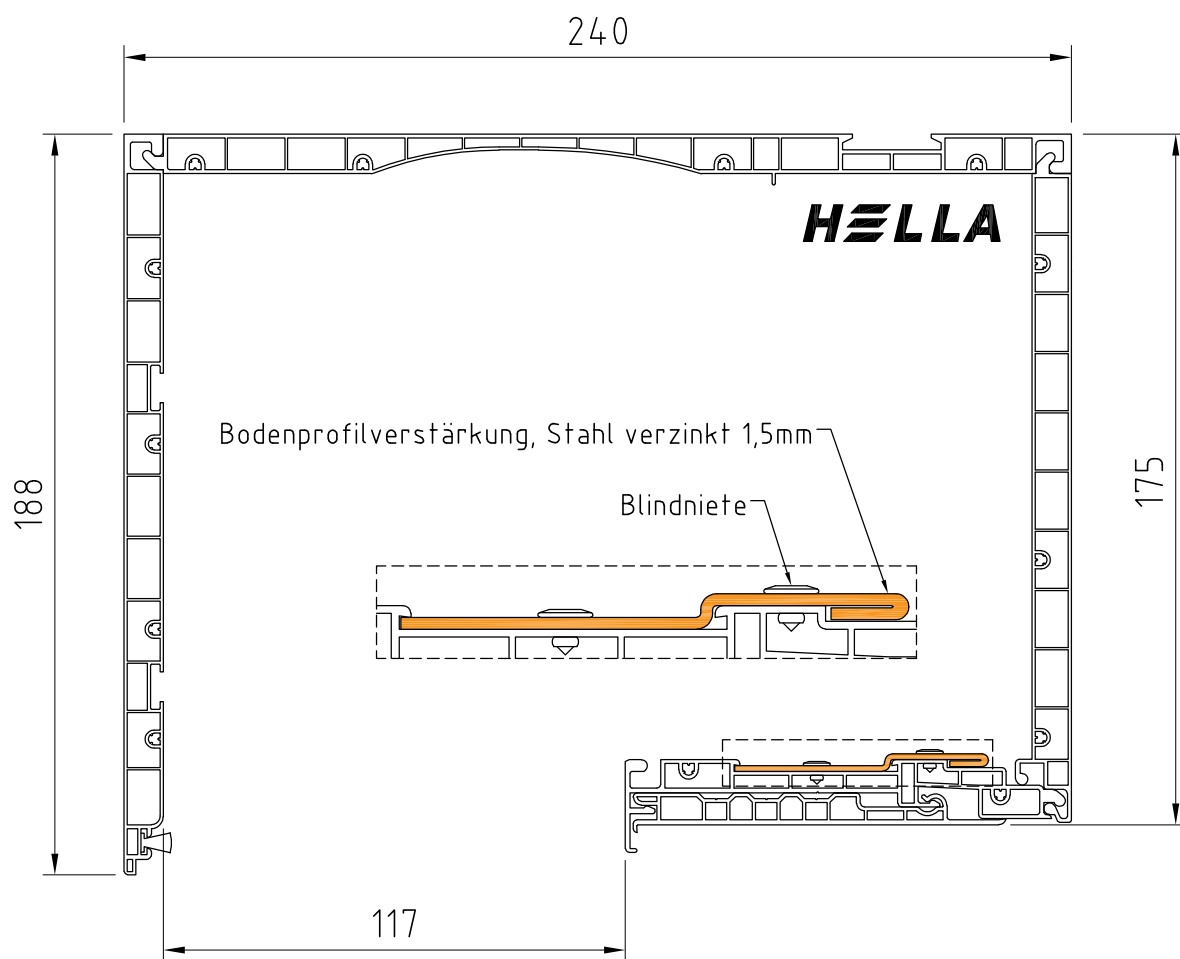 240
HELLA
Bodenprofilverstärkung, Stahl verzinkt 1,5mm
Blindniete
188
175
117